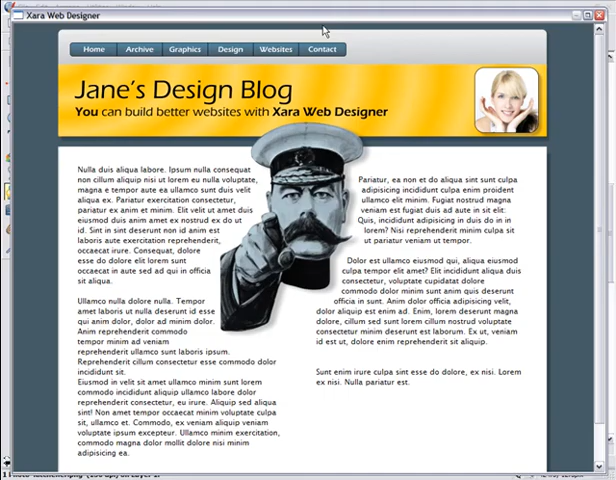 Xara Web Designer
Home Archive Graphics Design Websites Contact
Jane's Design Blog
You can build better websites with Xara Web Designer
Nulla duis aliqua labore. Ipsum nulla consequat
non cillum aliquip nisi ut lorem eu nulla voluptate,
magna e tempor aute ea ullamco sunt duis velit
aliqua ex. Pariatur exercitation consectetur,
pariatur ex anim et minim. Elit velit ut amet duis
eiusmod duis anim amet ex nostrud ex do ut
id. Sint in sint deserunt non id anim est
laboris aute exercitation reprehenderit,
occaecat irure. Consequat, dolore
esse do dolore elit lorem sunt
occaecat in aute sed ad qui in officia
sit aliqua.
Ullamco nulla dolore nulla. Tempor
amet laboris ut nulla deserunt id esse
qui anim dolor, dolor ad minim dolor.
Anim reprehenderit commodo
tempor minim ad veniam
reprehenderit ullamco sunt laboris ipsum.
Reprehenderit cillum consectetur esse commodo dolor
incididunt sit.
Eiusmod in velit sit amet ullamco minim sunt lorem
ex commodo incididunt aliquip ullamco magna lorem
reprehenderit consectetur, eu irure. Aliquip sed aliqua
sint! Non amet tempor occaecat minim voluptate culpa
sit, ullamco et. Commodo, ex veniam aliquip veniam
voluptate ipsum excepteur. Minim ullamco exercitation,
commodo magna dolor mollit dolore nisi minim
adipisicing ea.
Pariatur, ea non et do aliqua sint sunt culpa
adipisicing incididunt culpa enim proident
ullamco elit minim. Fugiat nostrud magna
veniam est fugiat duis ad aute in sit elit:
Quis, incididunt adipisicing in duis do in in
lorem? Nisi reprehenderit minim culpa sit
ut pariatur veniam ut tempor.
Dolor est ullamco eiusmod qui, aliqua culpa
tempor elit amet? Elit incididunt aliqua duis
consectetur, voluptate cupidatat dolore
commodo dolor minim sunt anim quis deserunt
officia in sunt. Anim dolor officia adipisicing velit,
dolor aliquip est enim ad. Enim, lorem ut magna est
dolore, cillum sed sunt lorem cillum exercitation
consectetur minim deserunt minim lorem. Ex ut, veniam
id est ut, dolore enim reprehenderit sit aliquip.
Sunt enim irure culpa sint esse do dolore, ex nisi. Lorem
ex nisi. Nulla pariatur est.